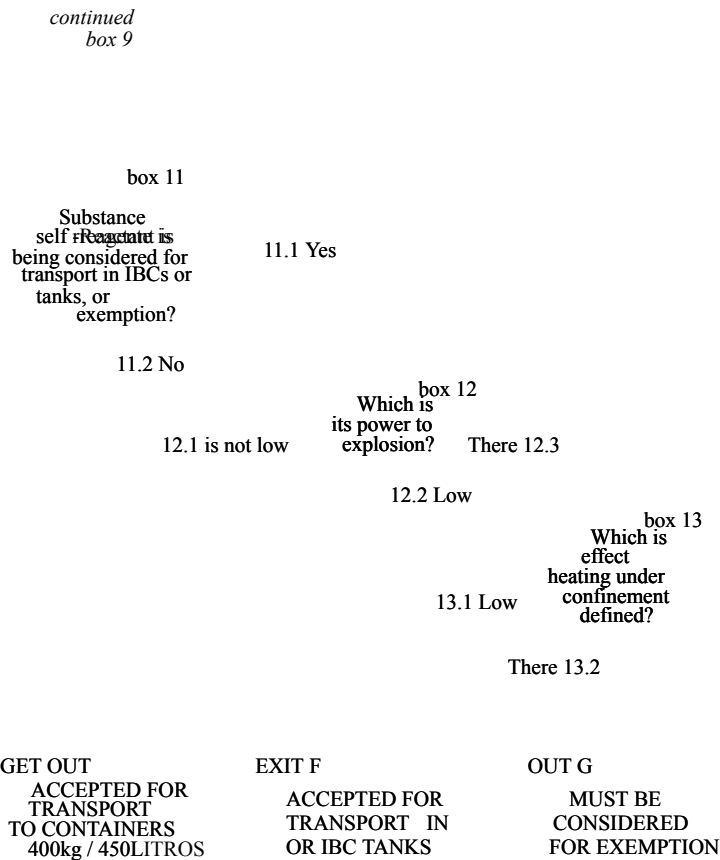 continued
box 9
box 11
Substance
self is
being considered for
transport in IBCs or
tanks, or
exemption?
11.1 Yes
11.2 No
box 12
Which is
its power to
explosion?
12.1 is not low
There 12.3
12.2 Low
box 13
Which is
effect
heating under
confinement
defined?
13.1 Low
There 13.2
GET OUT
ACCEPTED FOR
TRANSPORT
TO CONTAINERS
400kg / 450LITROS
EXIT F
ACCEPTED FOR
TRANSPORT IN
OR IBC TANKS
OUT G
MUST BE
CONSIDERED
FOR EXEMPTION